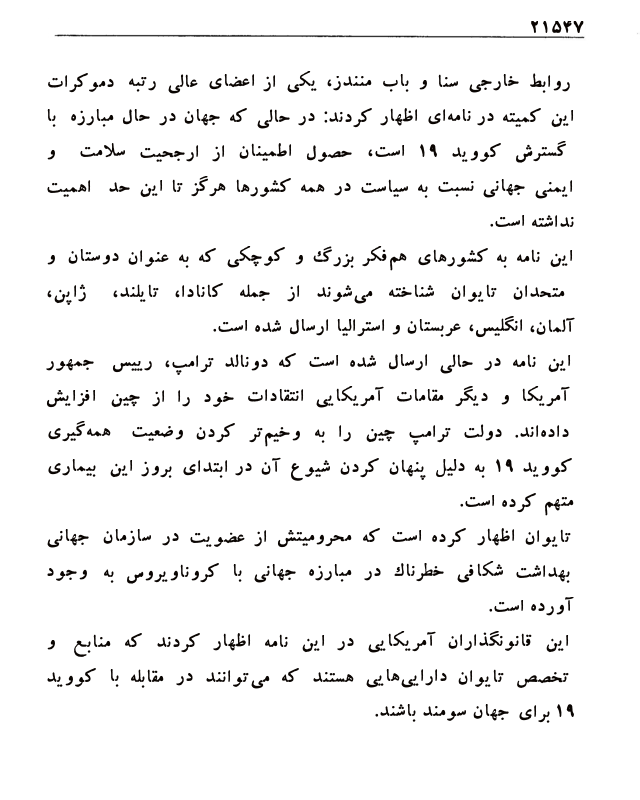 ۲۱۵۴۷
روابط خارجی سنا و باب منندز، یکی از اعضای عالی رتبه دموکرات
این کمیته در نامه‌ای اظهار کردند: در حالی که جهان در حال مبارزه با
گسترش کووید ۱۹ است، حصول اطمینان از ارجحیت سلامت و
ایمنی جهانی نسبت به سیاست در همه کشورها هرگز تا این حد اهمیت
نداشته است.
این نامه به کشورهای هم‌فکر بزرگ و کوچکی که به عنوان دوستان و
متحدان تایوان شناخته می‌شوند از جمله کانادا، تایلند، ژاپن،
آلمان، انگلیس، عربستان و استرالیا ارسال شده است.
این نامه در حالی ارسال شده است که دونالد ترامپ، رییس جمهور
آمریکا و دیگر مقامات آمریکایی انتقادات خود را از چین افزایش
داده‌اند. دولت ترامپ چین را به وخیم‌تر کردن وضعیت همه‌گیری
کووید ۱۹ به دلیل پنهان کردن شیوع آن در ابتدای بروز این بیماری
متهم کرده است.
تایوان اظهار کرده است که محرومیتش از عضویت در سازمان جهانی
بهداشت شکافی خطرناك در مبارزه جهانی با کروناویروس به وجود
آورده است.
این قانونگذاران آمریکایی در این نامه اظهار کردند که منابع و
تخصص تایوان دارایی‌هایی هستند که می‌توانند در مقابله با کووید
۱۹ برای جهان سومند باشند.